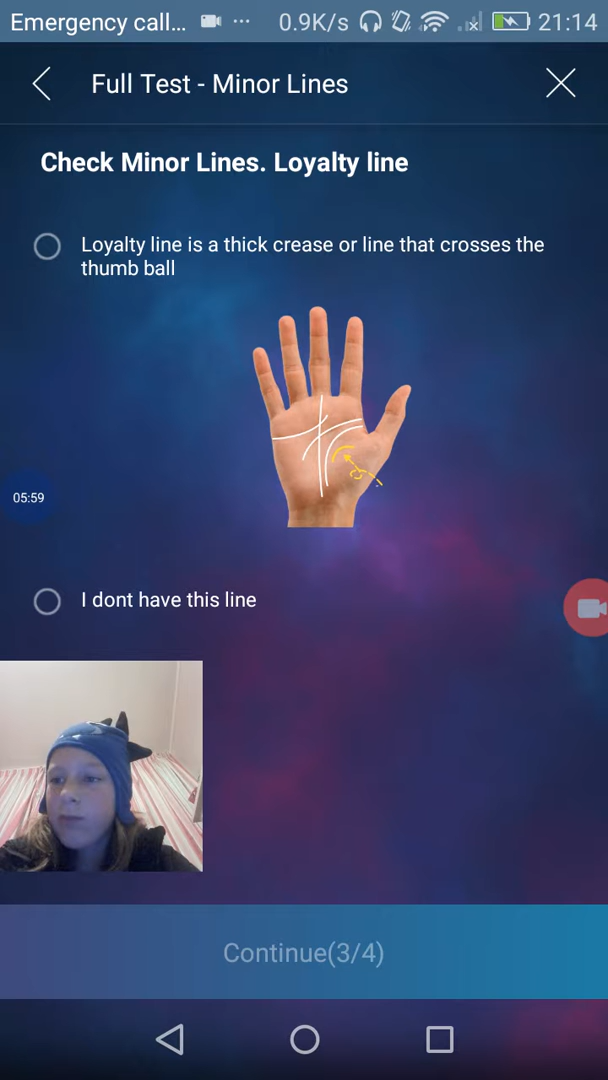 Emergency call... ... 0.9K/s 21:14
Full Test - Minor Lines
Check Minor Lines. Loyalty line
Loyalty line is a thick crease or line that crosses the
thumb ball
05:59
I dont have this line
Continue(3/4)